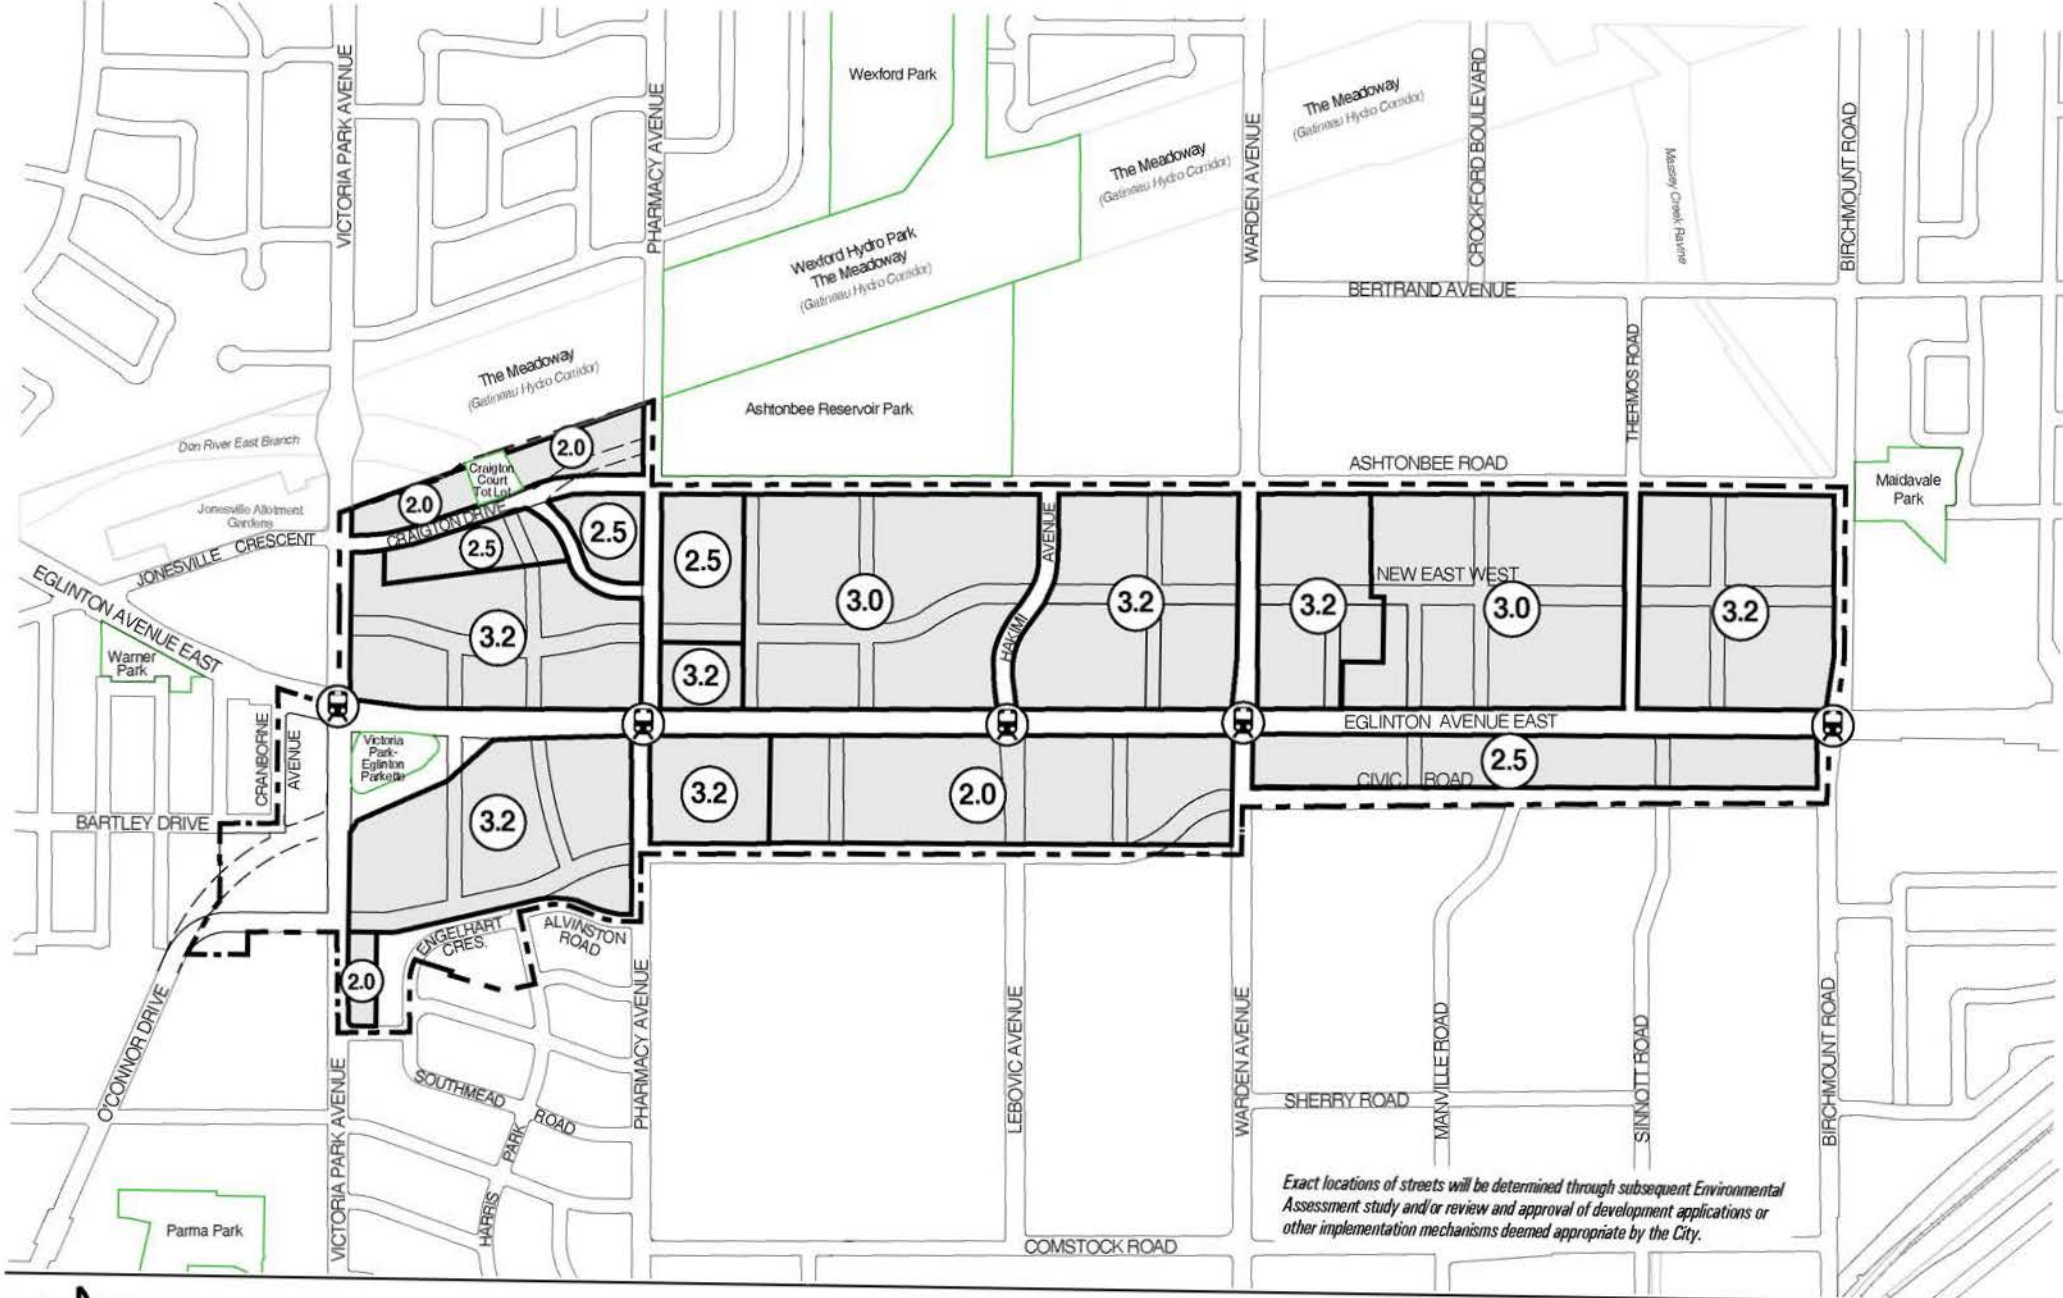 VICTORIA PARK AVENUE
PHARMACY AVENUE
Wexford Park
The Meadoway
(Gatineau Hydro Corridor)
The Meadoway
(Gatineau Hydro Corridor)
WARDEN AVENUE
CROCKFORD BOULEVARD
Massey Creek Ravine
BIRCHMOUNT ROAD
Wexford Hydro Park
The Meadoway
(Gatineau Hydro Corridor)
BERTRAND AVENUE
THERMOS ROAD
The Meadoway
(Gatineau Hydro Corridor)
Ashtonbee Reservoir Park
Don River East Branch
2.0
Craigton
Court
Tot Lot
2.0
ASHTONBEE ROAD
Maidavale
Park
Jonesville Allotment
Gardens
JONESVILLE CRESCENT
CRAIGTON DRIVE
2.5
2.5
2.5
3.0
HAKIMI AVENUE
3.2
3.2
NEW EAST WEST
3.0
3.2
EGLINTON AVENUE EAST
Warner
Park
3.2
3.2
EGLINTON AVENUE EAST
CRANBORNE
AVENUE
Victoria
Park-
Eglinton
Parkette
3.2
3.2
2.0
2.5
CIVIC ROAD
BARTLEY DRIVE
ENGELHART
CRES.
ALVINSTON
ROAD
2.0
O'CONNOR DRIVE
VICTORIA PARK AVENUE
SOUTHMEAD ROAD
HARRIS PARK
PHARMACY AVENUE
LEBOVIC AVENUE
WARDEN AVENUE
SHERRY ROAD
MANVILLE ROAD
SINNOTT ROAD
BIRCHMOUNT ROAD
Parma Park
COMSTOCK ROAD
Exact locations of streets will be determined through subsequent Environmental
Assessment study and/or review and approval of development applications or
other implementation mechanisms deemed appropriate by the City.